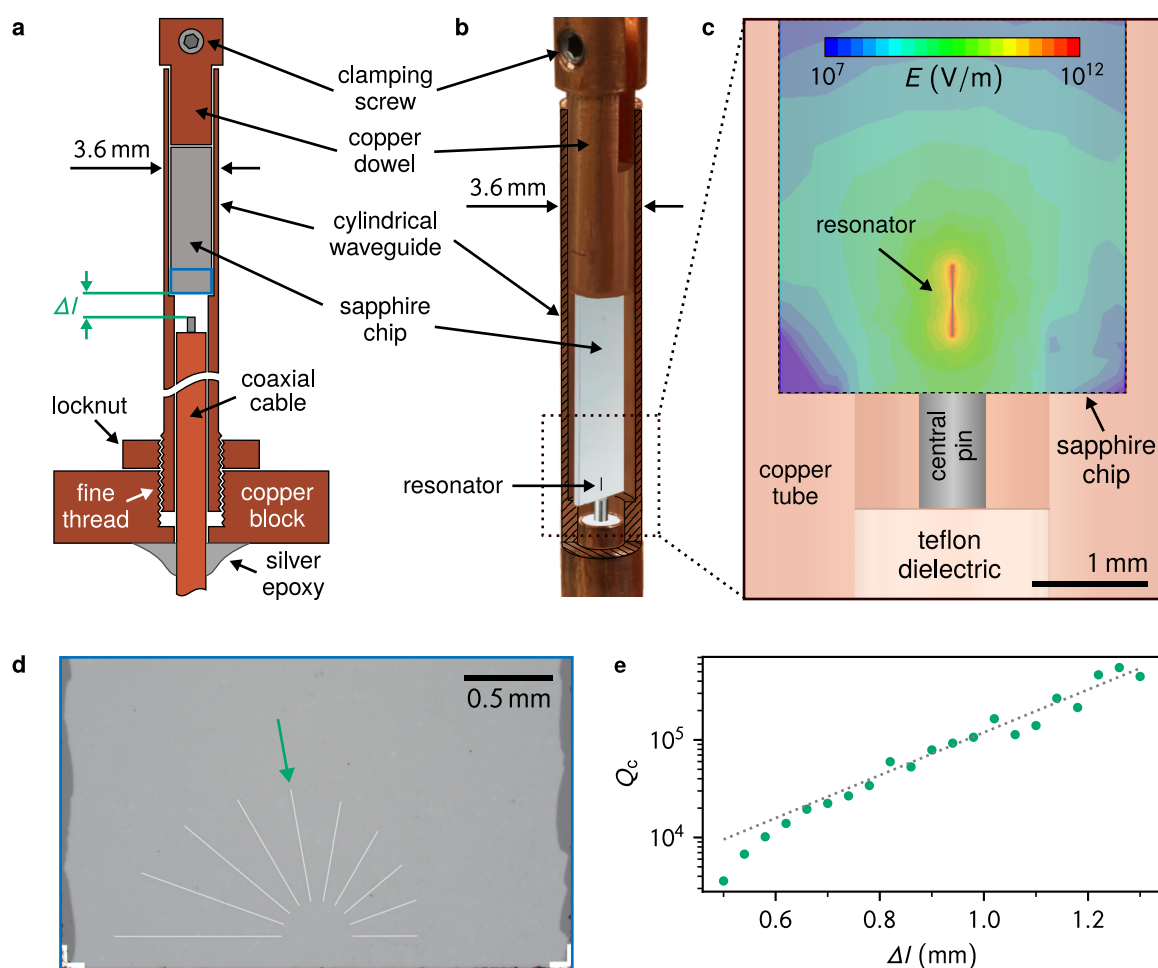 a
clamping
screw
copper
dowel
3.6 mm
cylindrical
waveguide
sapphire
chip
Δl
coaxial
cable
locknut
fine
thread
copper
block
silver
epoxy
b
3.6 mm
resonator
c
10⁷
E (V/m)
10¹²
resonator
central
pin
sapphire
chip
copper
tube
teflon
dielectric
1 mm
d
0.5 mm
e
Qc
10⁵
10⁴
0.6
0.8
1.0
1.2
Δl (mm)